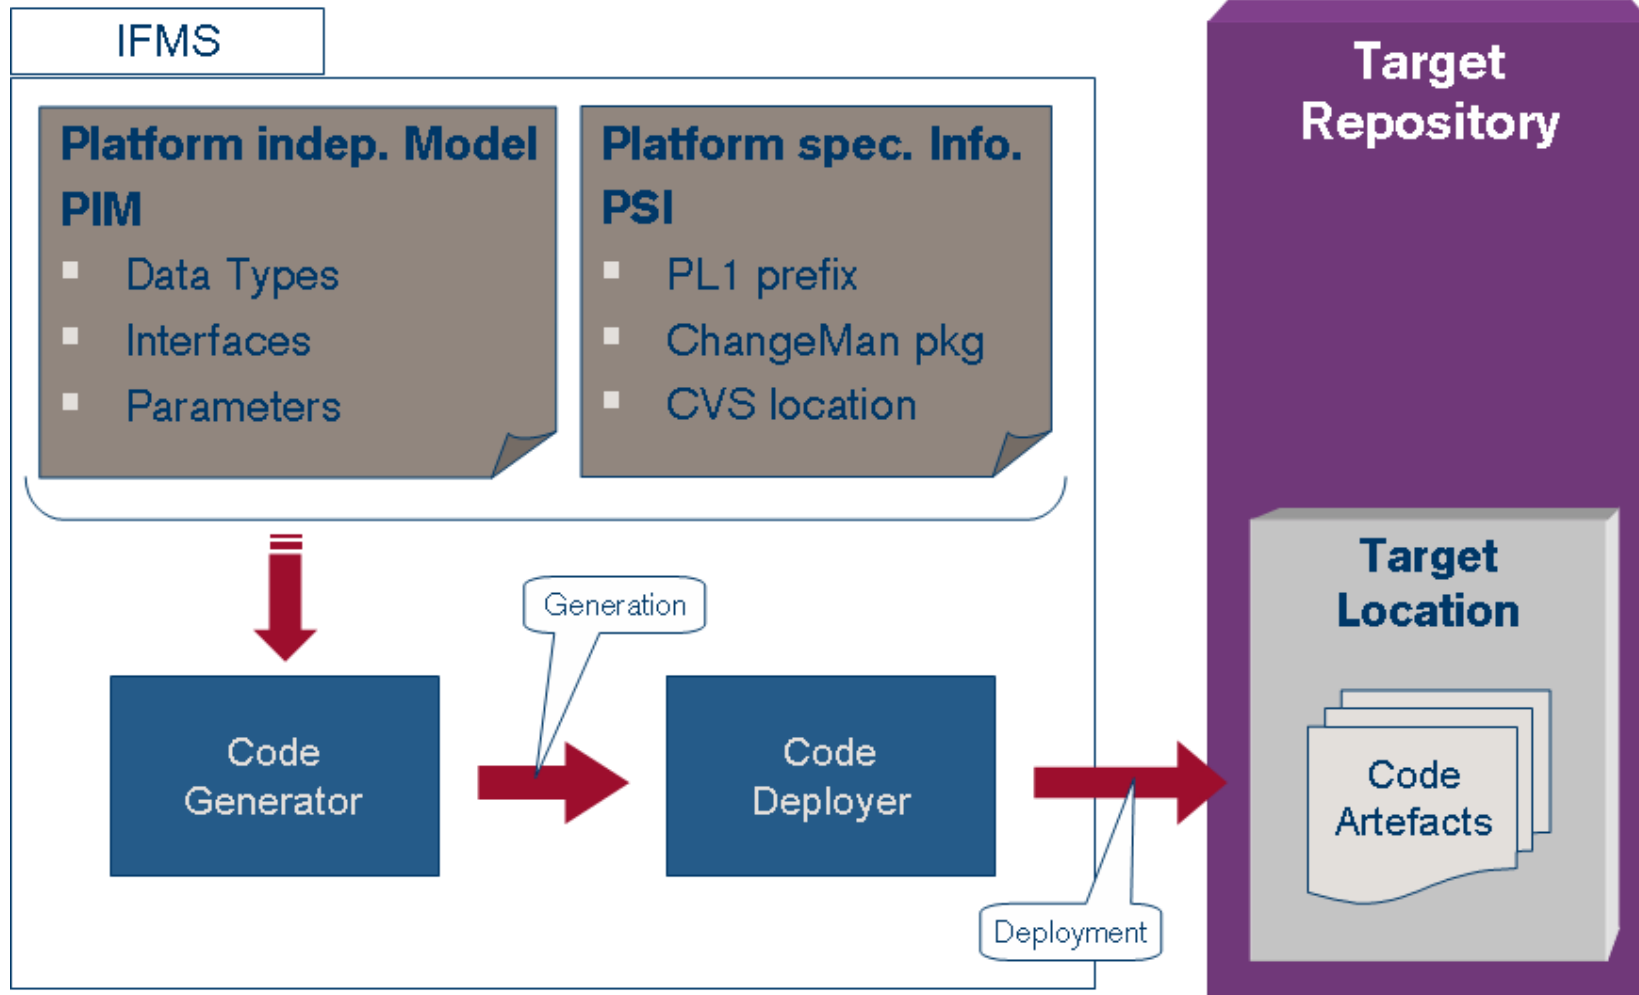 IFMS
Platform indep. Model
PIM
Data Types
Interfaces
Parameters
Platform spec. Info.
PSI
PL1 prefix
ChangeMan pkg
CVS location
Target
Repository
Generation
Code
Generator
Code
Deployer
Deployment
Target
Location
Code
Artefacts